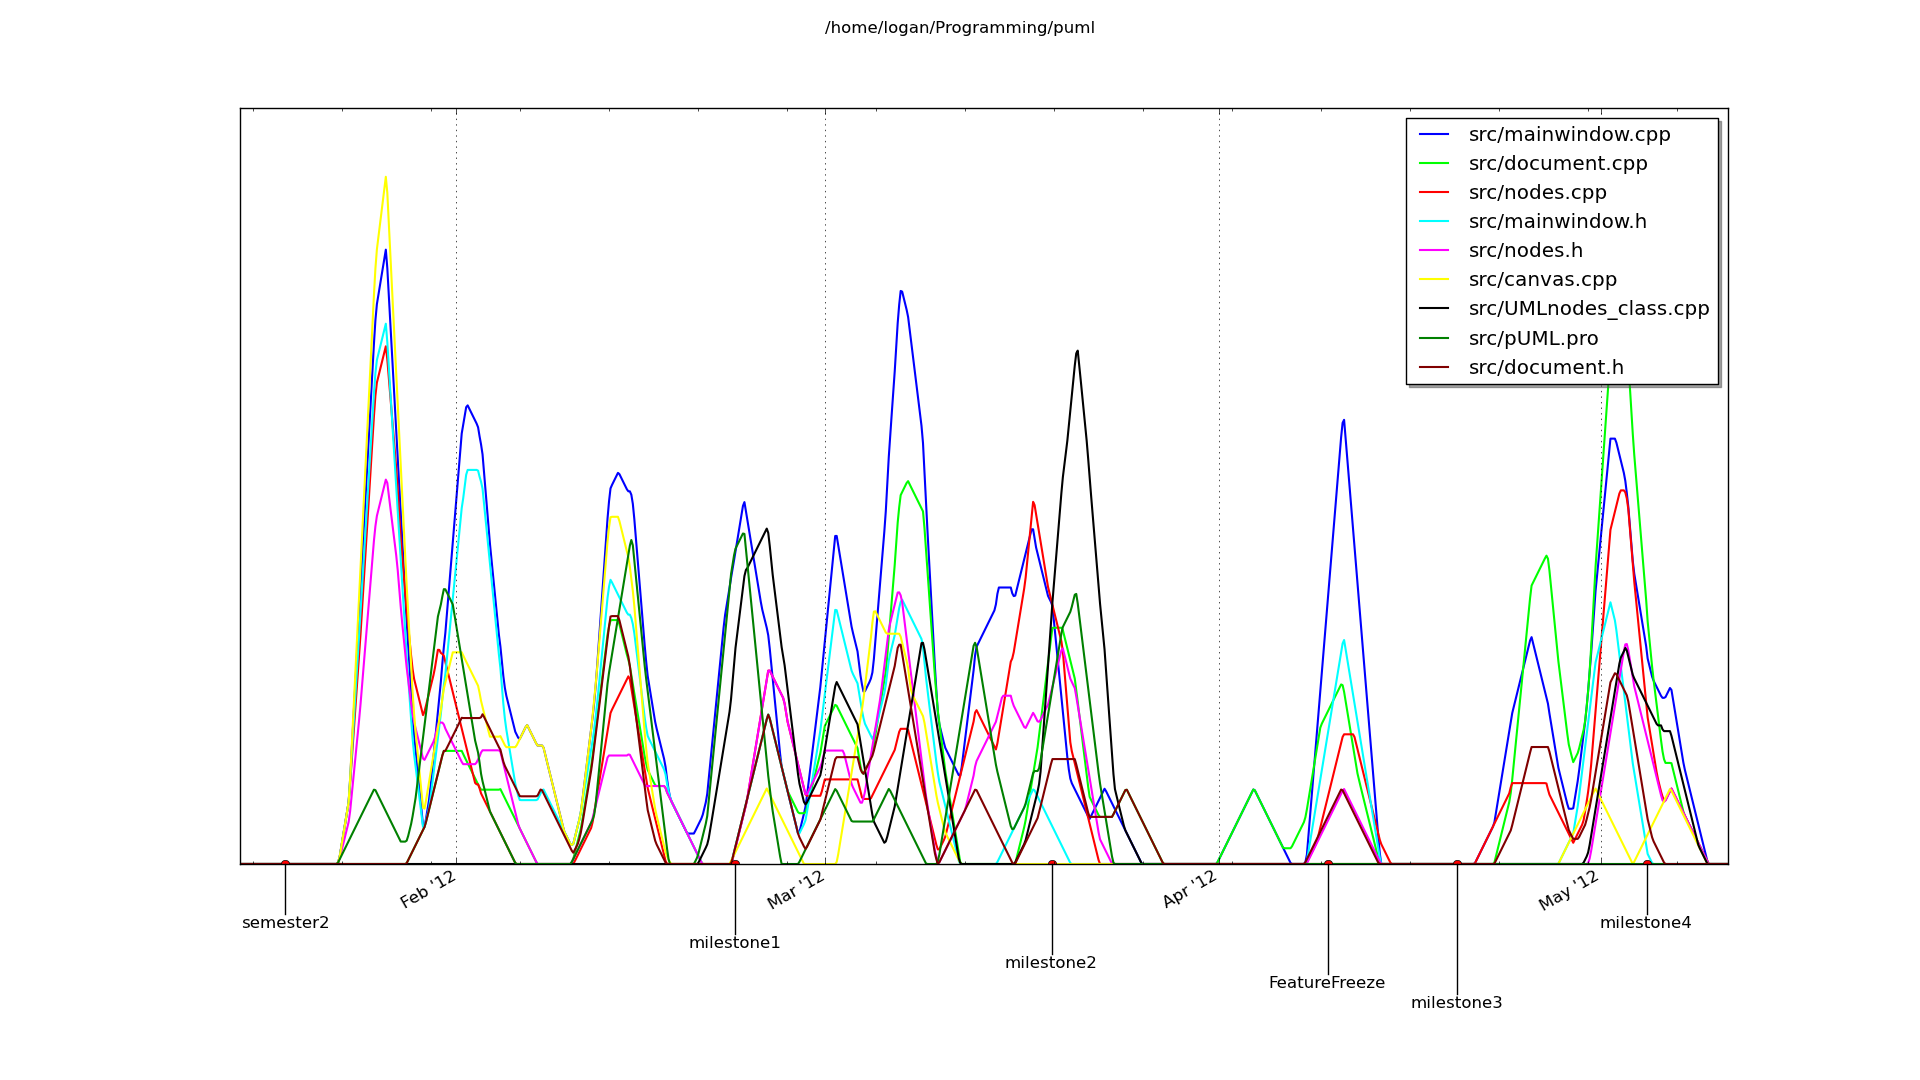 /home/logan/Programming/puml
src/mainwindow.cpp
src/document.cpp
src/nodes.cpp
src/mainwindow.h
src/nodes.h
src/canvas.cpp
src/UMLnodes_class.cpp
src/pUML.pro
src/document.h
Feb '12
Mar '12
Apr '12
May '12
semester2
milestone1
milestone2
FeatureFreeze
milestone3
milestone4